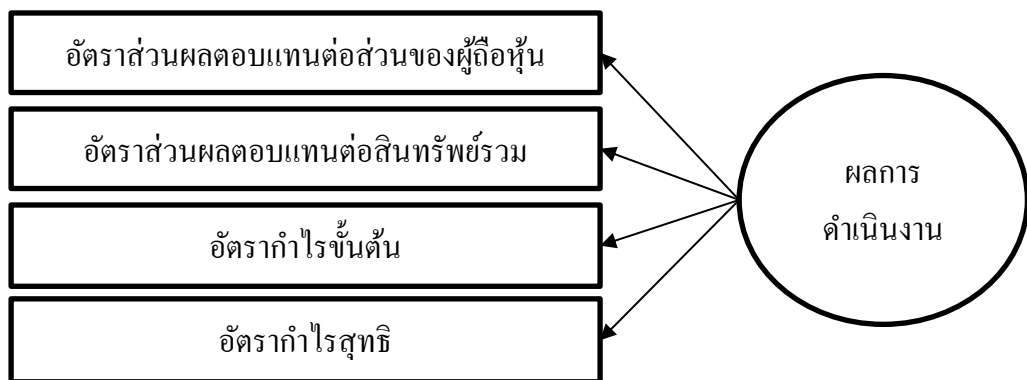 อัตราส่วนผลตอบแทนต่อส่วนของผู้ถือหุ้น
อัตราส่วนผลตอบแทนต่อสินทรัพย์รวม
อัตรากำไรขั้นต้น
อัตรากำไรสุทธิ
ผลการ
ดำเนินงาน